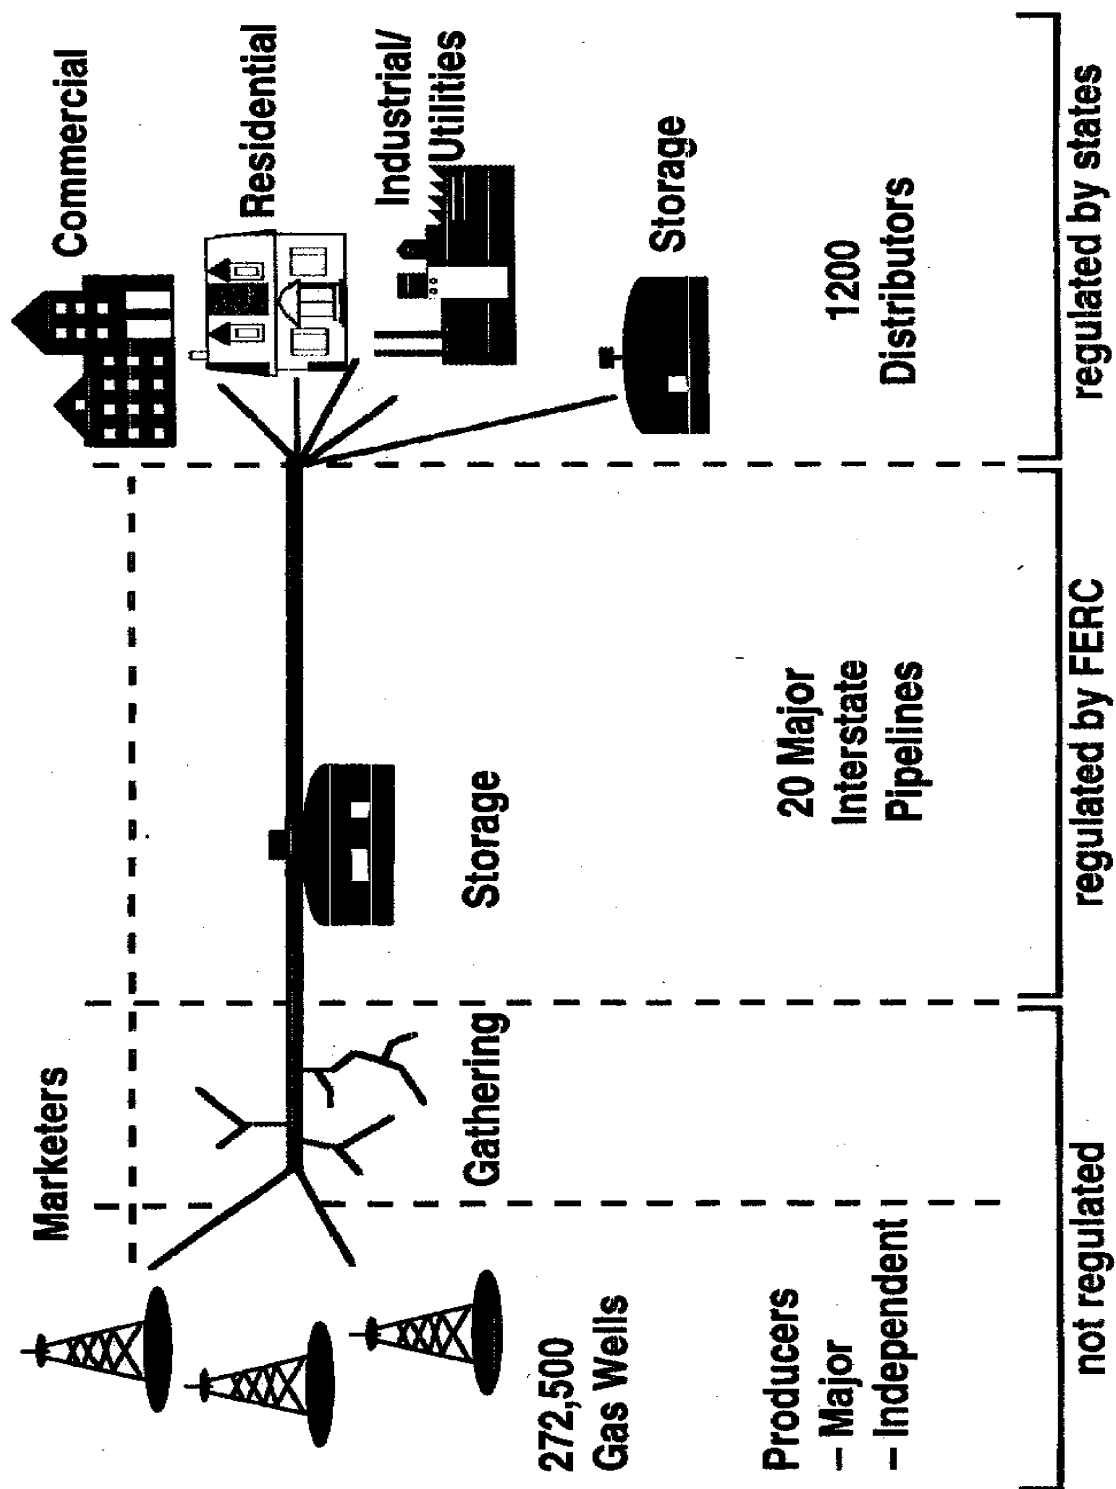 Marketers
272,500
Gas Wells
Gathering
Storage
Commercial
Residential
Industrial/
Utilities
Storage
Producers
– Major
– Independent
20 Major
Interstate
Pipelines
1200
Distributors
not regulated
regulated by FERC
regulated by states